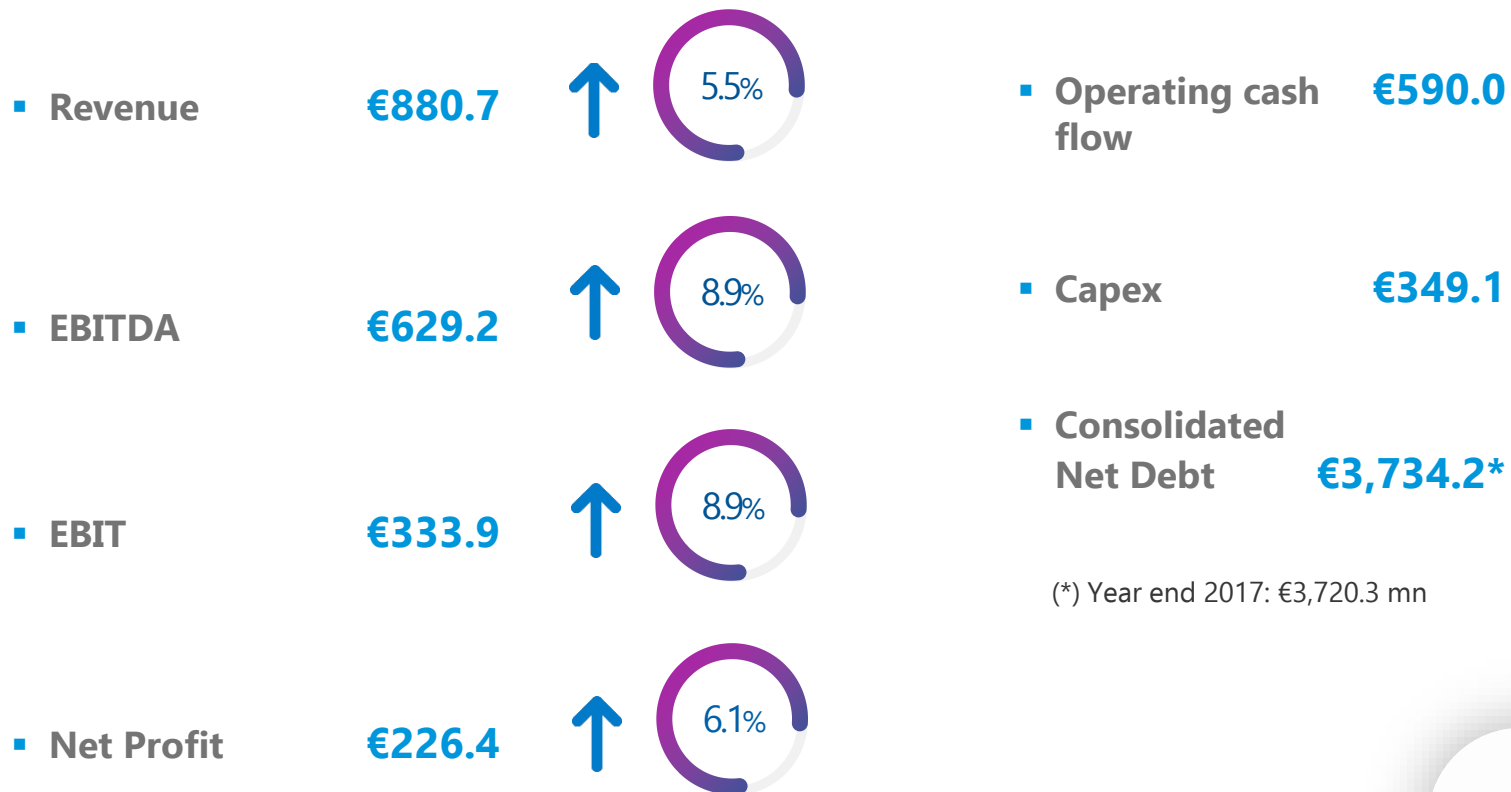 ▪ Revenue €880.7 5.5%
▪ EBITDA €629.2 8.9%
▪ EBIT €333.9 8.9%
▪ Net Profit €226.4 6.1%
▪ Operating cash €590.0
flow
▪ Capex €349.1
▪ Consolidated
Net Debt €3,734.2*
(*) Year end 2017: €3,720.3 mn